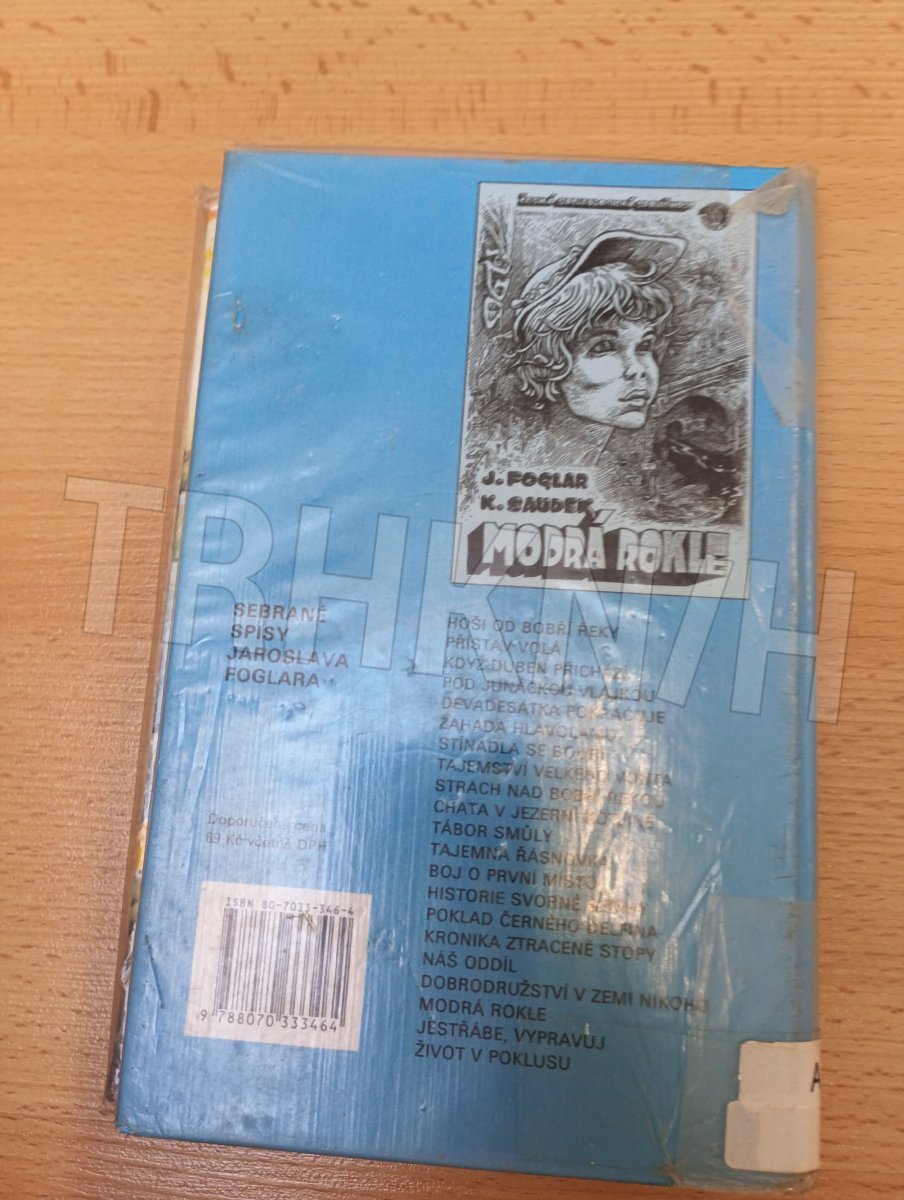 J. FOGLAR
K. SAUDEK
MODRÁ ROKLE
SEBRANÉ
SPISY
JAROSLAVA
FOGLARA
HOŠI OD BOBŘÍ ŘEKY
PŘÍSTAV VOLÁ
KDYŽ DUBEN PŘICHÁZÍ
POD JUNÁCKOU VLAJKOU
DEVADESÁTKA POKRAČUJE
ZÁHADA HLAVOLAMU
STÍNADLA SE BOUŘÍ
TAJEMSTVÍ VELKÉHO VONTA
STRACH NAD BOBŘÍ ŘEKOU
CHATA V JEZERNÍ KOTLINĚ
TÁBOR SMŮLY
TAJEMNÁ ŘÁSNOVKA
BOJ O PRVNÍ MÍSTO
HISTORIE SVORNÉ SEDMY
POKLAD ČERNÉHO DELFÍNA
KRONIKA ZTRACENÉ STOPY
NÁŠ ODDÍL
DOBRODRUŽSTVÍ V ZEMI NIKOHO
MODRÁ ROKLE
JESTŘÁBE, VYPRAVUJ
ŽIVOT V POKLUSU
Doporučená cena
69 Kč včetně DPH
ISBN 80-7033-346-4
9 788070 333464
A
TRHKNIH